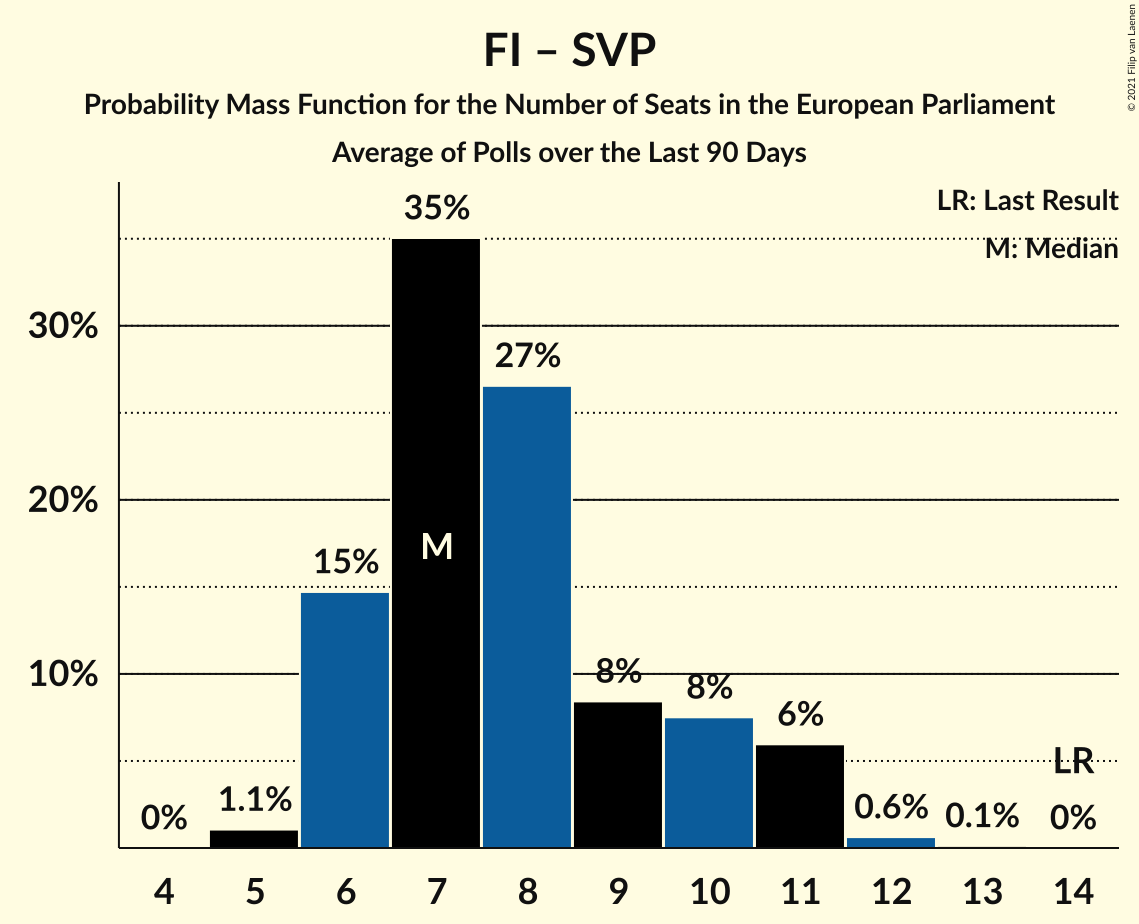 FI – SVP
Probability Mass Function for the Number of Seats in the European Parliament
Average of Polls over the Last 90 Days
© 2021 Filip van Laenen
LR: Last Result
M: Median
35%
30%
27%
20%
M
15%
10%
8%
8%
6%
LR
1.1%
0%
0.6%
0.1%
0%
4 5 6 7 8 9 10 11 12 13 14